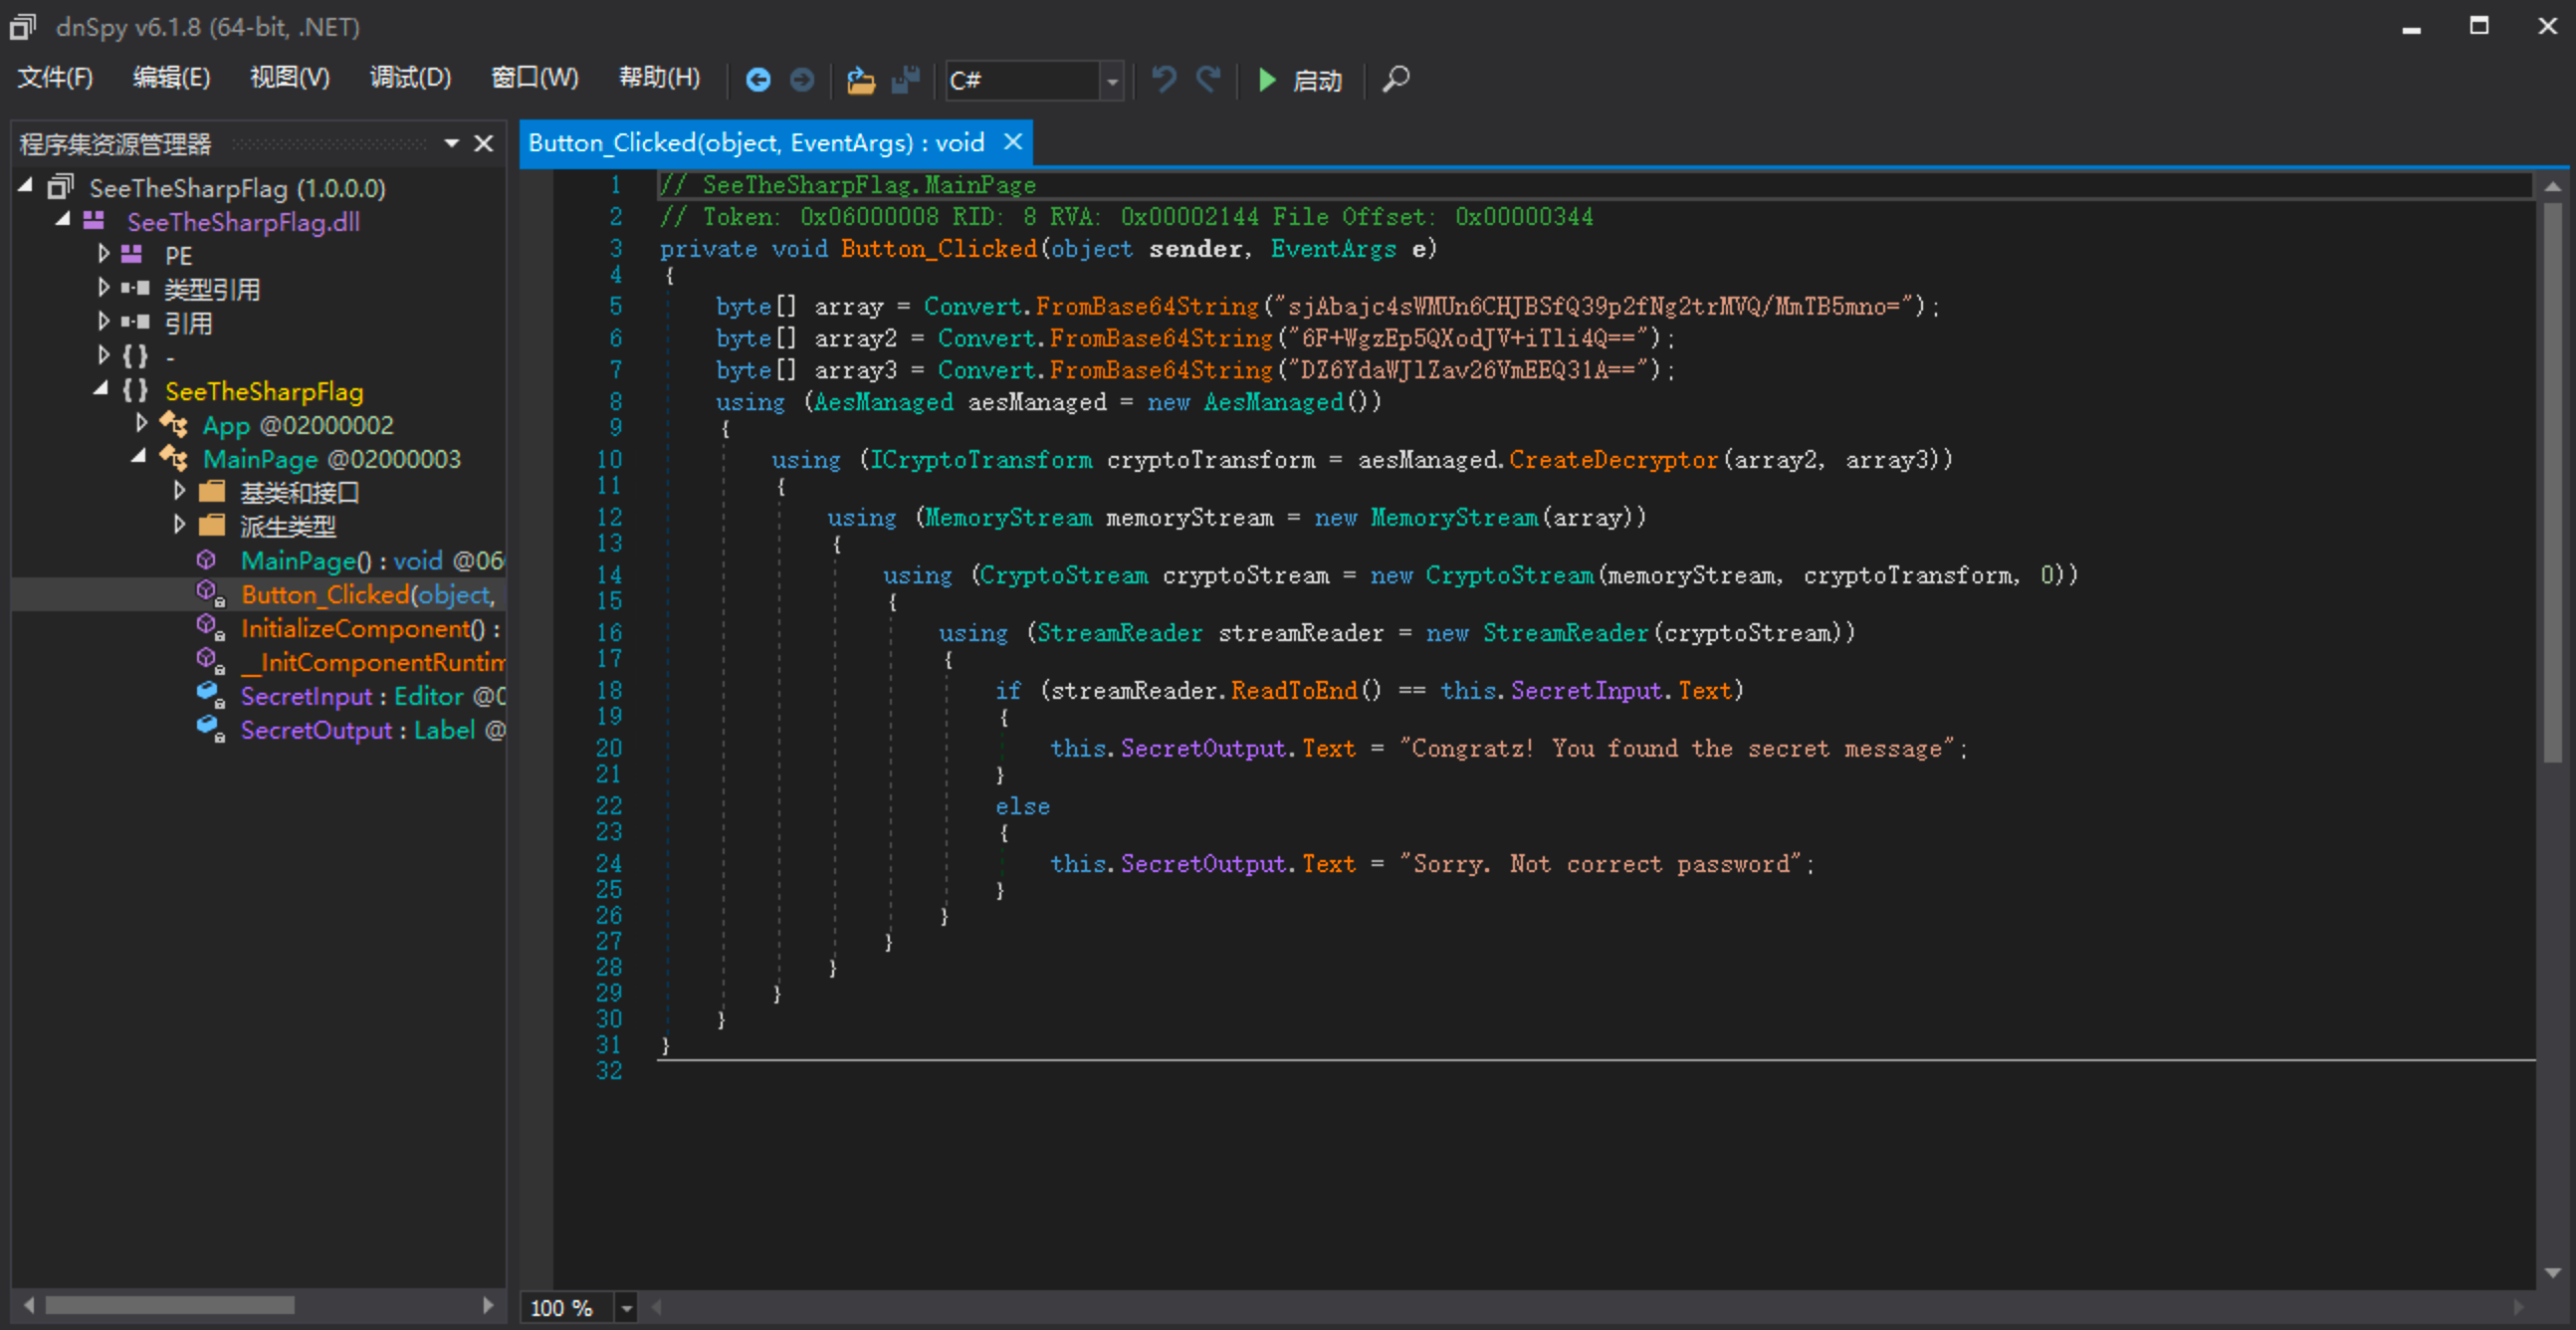 dnSpy v6.1.8 (64-bit, .NET)
文件(F) 编辑(E) 视图(V) 调试(D) 窗口(W) 帮助(H) C# 启动
程序集资源管理器
SeeTheSharpFlag (1.0.0.0)
SeeTheSharpFlag.dll
PE
类型引用
引用
{ } -
{ } SeeTheSharpFlag
App @02000002
MainPage @02000003
基类和接口
派生类型
MainPage() : void @06
Button_Clicked(object,
InitializeComponent() :
__InitComponentRuntim
SecretInput : Editor @0
SecretOutput : Label @
Button_Clicked(object, EventArgs) : void
1 // SeeTheSharpFlag.MainPage
2 // Token: 0x06000008 RID: 8 RVA: 0x00002144 File Offset: 0x00000344
3 private void Button_Clicked(object sender, EventArgs e)
4 {
5 byte[] array = Convert.FromBase64String("sjAbajc4sWMUn6CHJBSfQ39p2fNg2trMVQ/MmTB5mno=");
6 byte[] array2 = Convert.FromBase64String("6F+WgzEp5QXodJV+iTli4Q==");
7 byte[] array3 = Convert.FromBase64String("DZ6YdaWJlZav26VmEEQ31A==");
8 using (AesManaged aesManaged = new AesManaged())
9 {
10 using (ICryptoTransform cryptoTransform = aesManaged.CreateDecryptor(array2, array3))
11 {
12 using (MemoryStream memoryStream = new MemoryStream(array))
13 {
14 using (CryptoStream cryptoStream = new CryptoStream(memoryStream, cryptoTransform, 0))
15 {
16 using (StreamReader streamReader = new StreamReader(cryptoStream))
17 {
18 if (streamReader.ReadToEnd() == this.SecretInput.Text)
19 {
20 this.SecretOutput.Text = "Congratz! You found the secret message";
21 }
22 else
23 {
24 this.SecretOutput.Text = "Sorry. Not correct password";
25 }
26 }
27 }
28 }
29 }
30 }
31 }
32
100 %